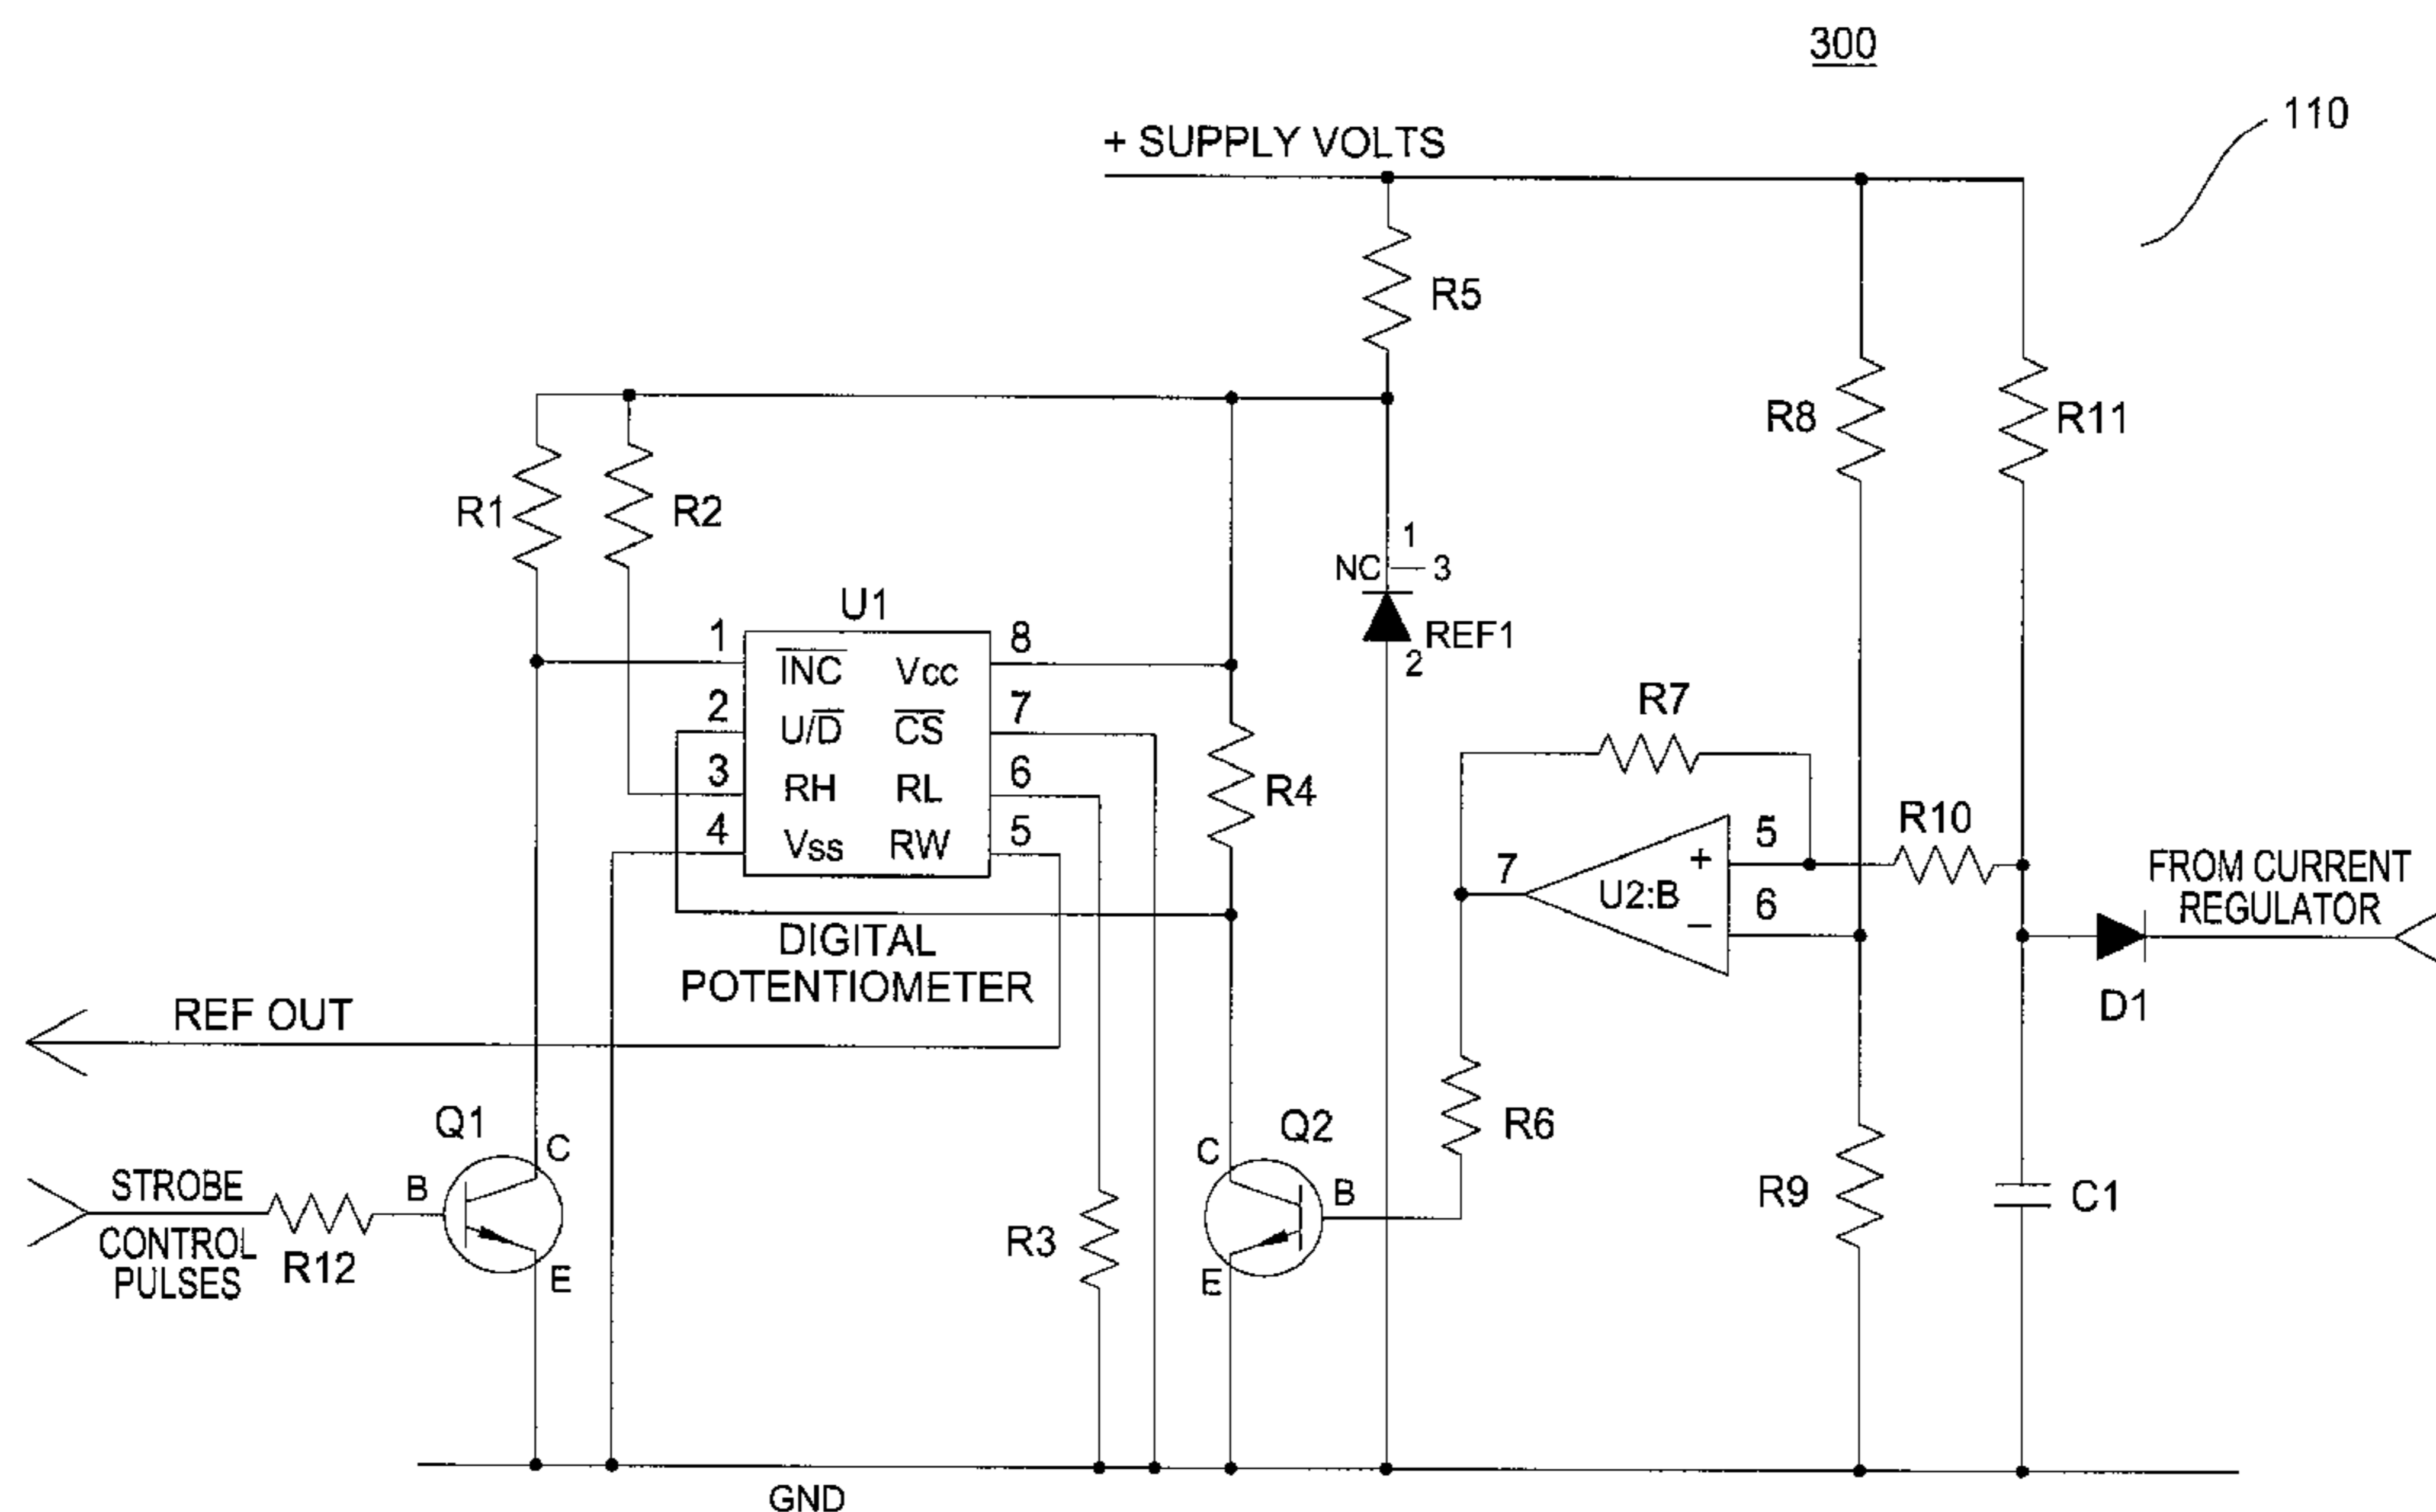 300
110
+ SUPPLY VOLTS
R5
R8
R11
R1
R2
1
NC
3
REF1
2
U1
1
INC
Vcc
8
2
U/D
CS
7
3
RH
RL
6
4
Vss
RW
5
DIGITAL
POTENTIOMETER
R4
R7
R10
5
+
7
U2:B
6
−
FROM CURRENT
REGULATOR
D1
REF OUT
Q1
C
B
E
STROBE
CONTROL
PULSES
R12
R3
Q2
C
B
E
R6
R9
C1
GND